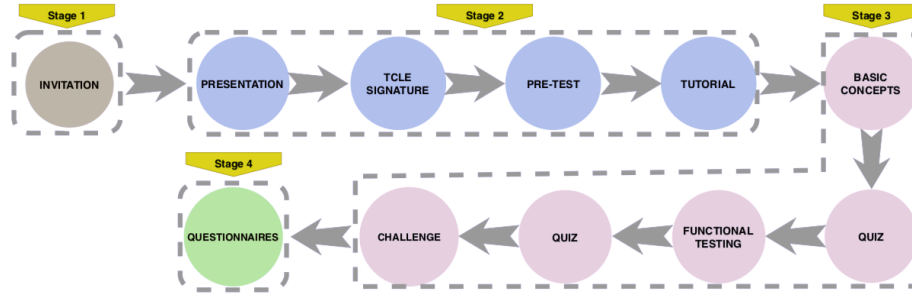 Stage 1
Stage 2
Stage 3
INVITATION
PRESENTATION
TCLE
SIGNATURE
PRE-TEST
TUTORIAL
BASIC
CONCEPTS
Stage 4
QUESTIONNAIRES
CHALLENGE
QUIZ
FUNCTIONAL
TESTING
QUIZ